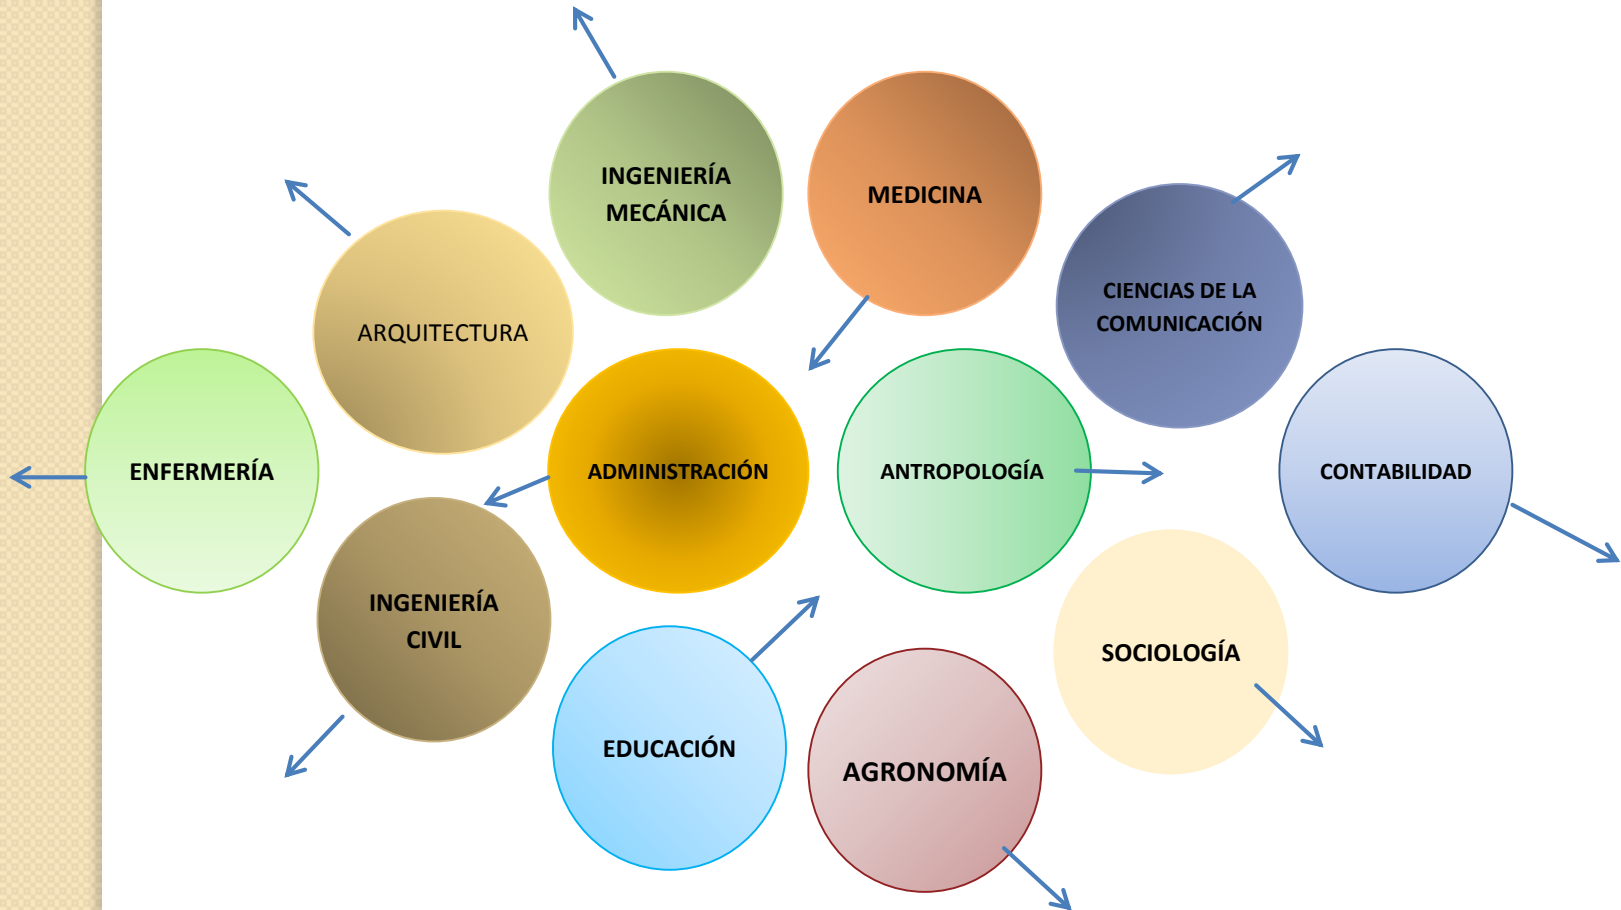 INGENIERÍA
MECÁNICA
MEDICINA
CIENCIAS DE LA
COMUNICACIÓN
ARQUITECTURA
ENFERMERÍA
ADMINISTRACIÓN
ANTROPOLOGÍA
CONTABILIDAD
INGENIERÍA
CIVIL
SOCIOLOGÍA
EDUCACIÓN
AGRONOMÍA